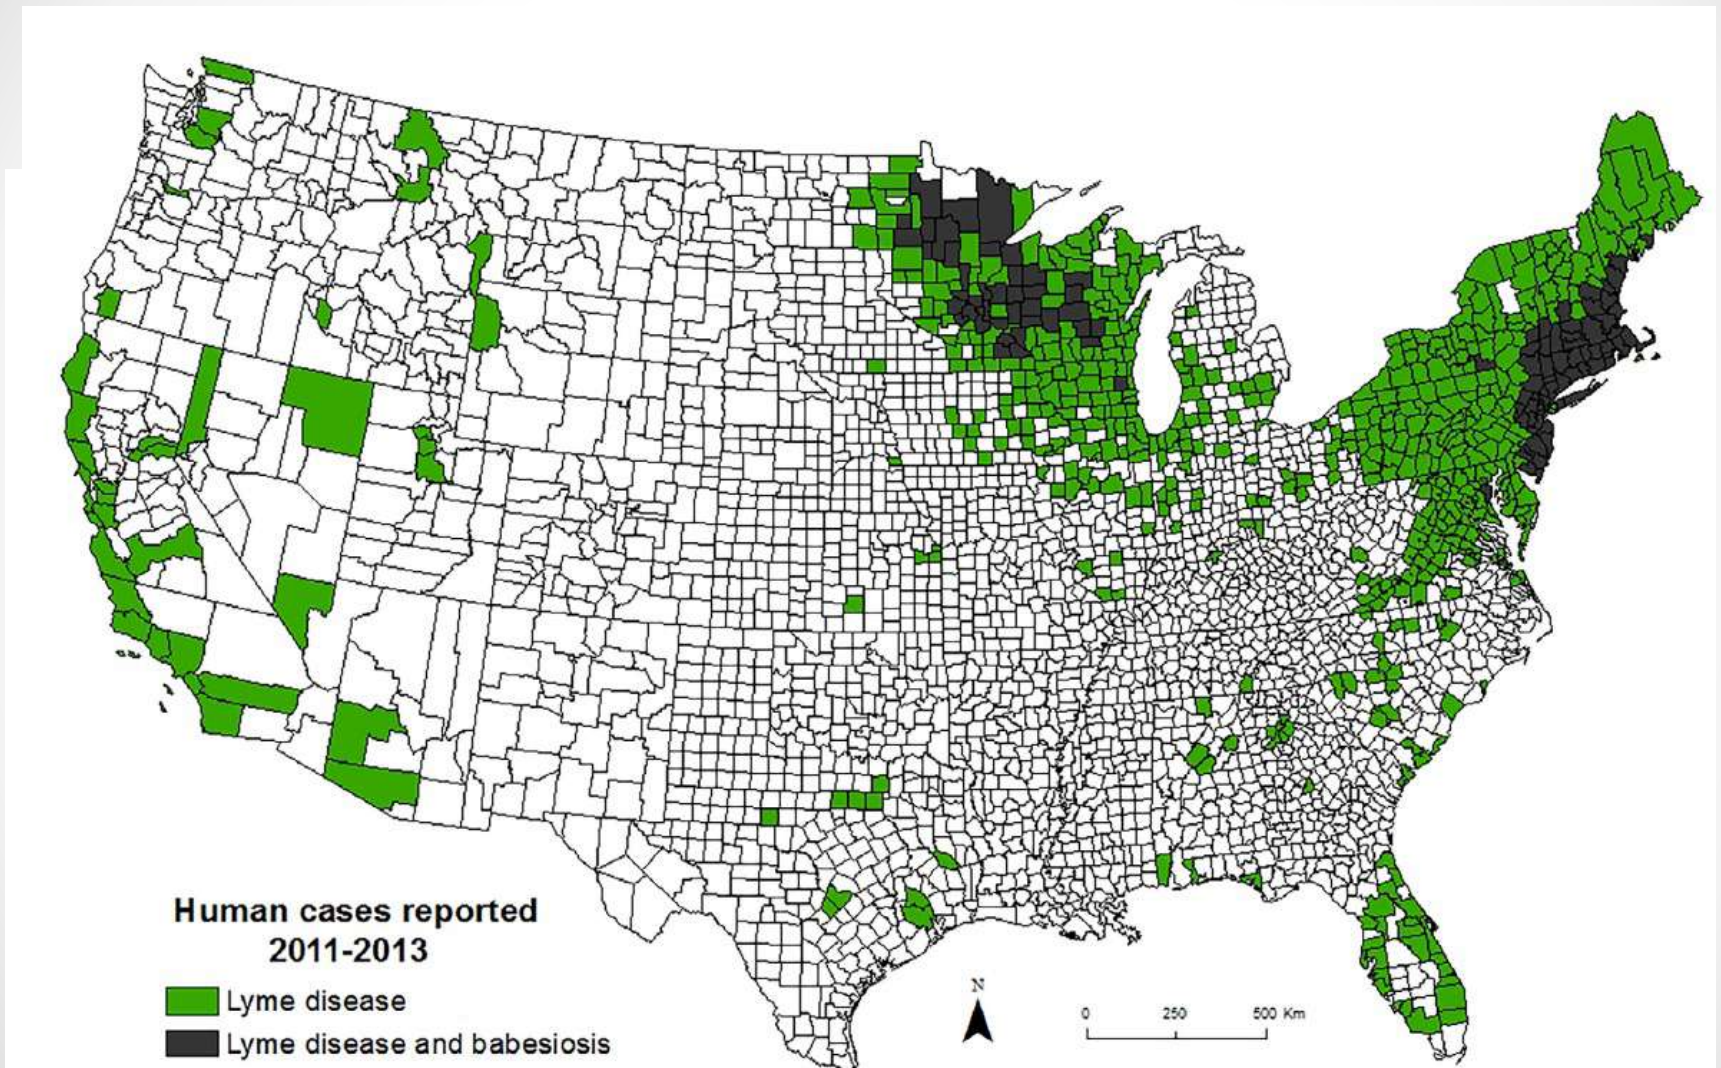 Human cases reported
2011-2013
Lyme disease
Lyme disease and babesiosis
N
0 250 500 Km